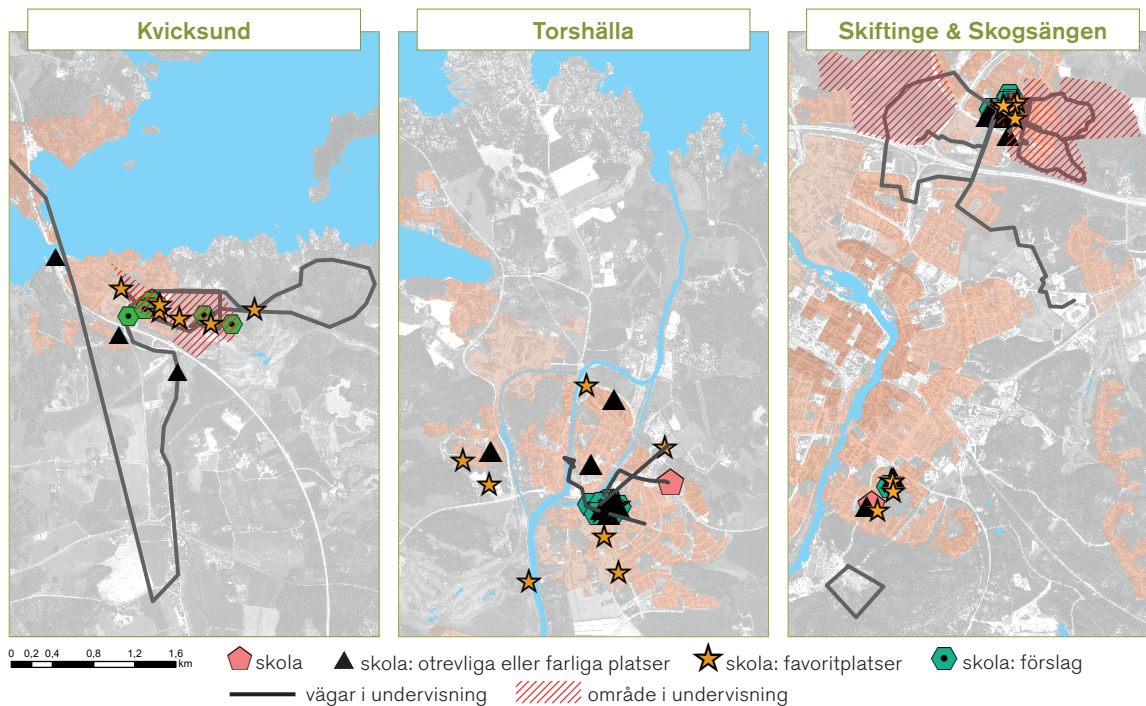 Kvicksund
Torshälla
Skiftinge & Skogsängen
0 0,2 0,4 0,8 1,2 1,6
km
skola
skola: otrevliga eller farliga platser
skola: favoritplatser
skola: förslag
vägar i undervisning
område i undervisning